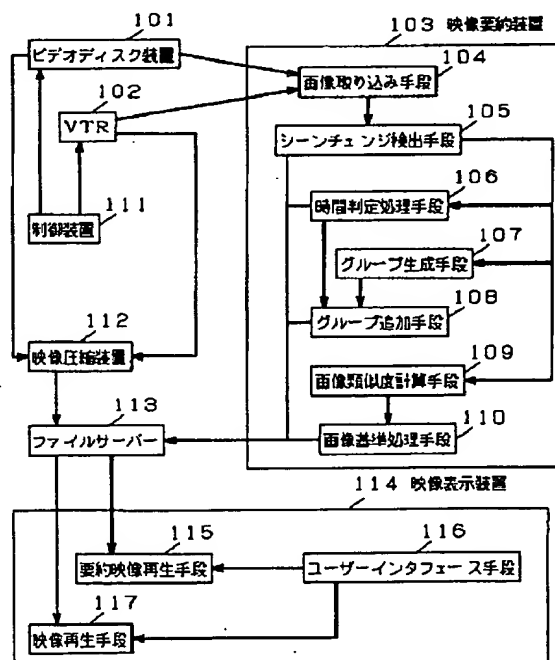 101
ビデオディスク装置
102
VTR
111
制御装置
103 映像要約装置
104
画像取り込み手段
105
シーンチェンジ検出手段
106
時間判定処理手段
107
グループ生成手段
108
グループ追加手段
109
画像類似度計算手段
110
画像基準処理手段
112
映像圧縮装置
113
ファイルサーバー
114 映像表示装置
115
要約映像再生手段
116
ユーザーインタフェース手段
117
映像再生手段